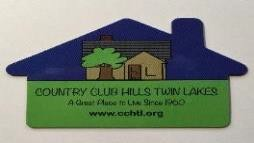 COUNTRY CLUB HILLS TWIN LAKES
A Great Place to Live Since 1960
www.cchtl.org